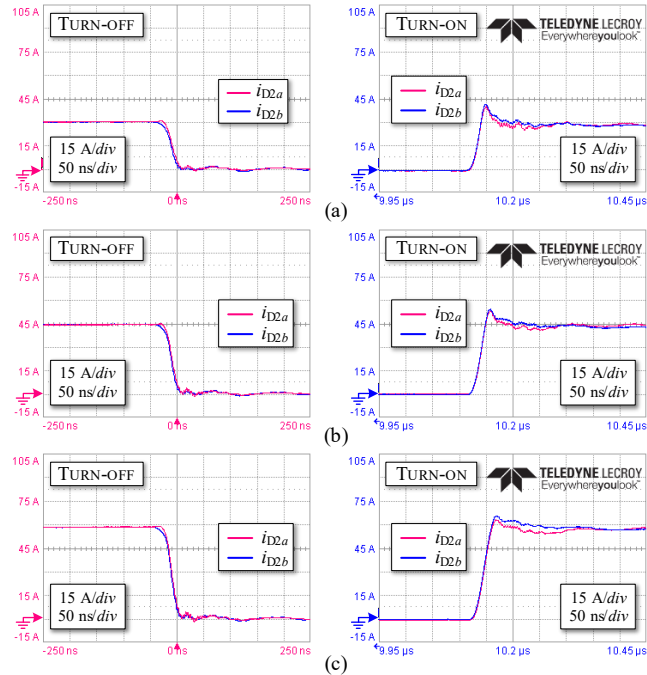 105 A
75 A
45 A
15 A
-15 A
TURN-OFF
iD2a
iD2b
15 A/div
50 ns/div
-250 ns
0 ns
250 ns
105 A
75 A
45 A
15 A
-15 A
TURN-ON
TELEDYNE LECROY
Everywhereyoulook™
iD2a
iD2b
15 A/div
50 ns/div
9.95 µs
10.2 µs
10.45 µs
(a)
105 A
75 A
45 A
15 A
-15 A
TURN-OFF
iD2a
iD2b
15 A/div
50 ns/div
-250 ns
0 ns
250 ns
105 A
75 A
45 A
15 A
-15 A
TURN-ON
TELEDYNE LECROY
Everywhereyoulook™
iD2a
iD2b
15 A/div
50 ns/div
9.95 µs
10.2 µs
10.45 µs
(b)
105 A
75 A
45 A
15 A
-15 A
TURN-OFF
iD2a
iD2b
15 A/div
50 ns/div
-250 ns
0 ns
250 ns
105 A
75 A
45 A
15 A
-15 A
TURN-ON
TELEDYNE LECROY
Everywhereyoulook™
iD2a
iD2b
15 A/div
50 ns/div
9.95 µs
10.2 µs
10.45 µs
(c)